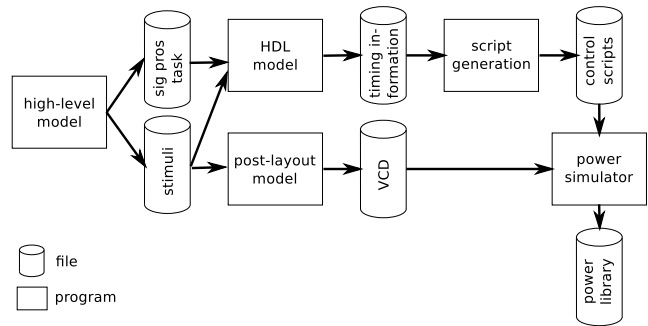 high-level
model
sig pros
task
stimuli
HDL
model
post-layout
model
timing in-
formation
VCD
script
generation
control
scripts
power
simulator
power
library
file
program